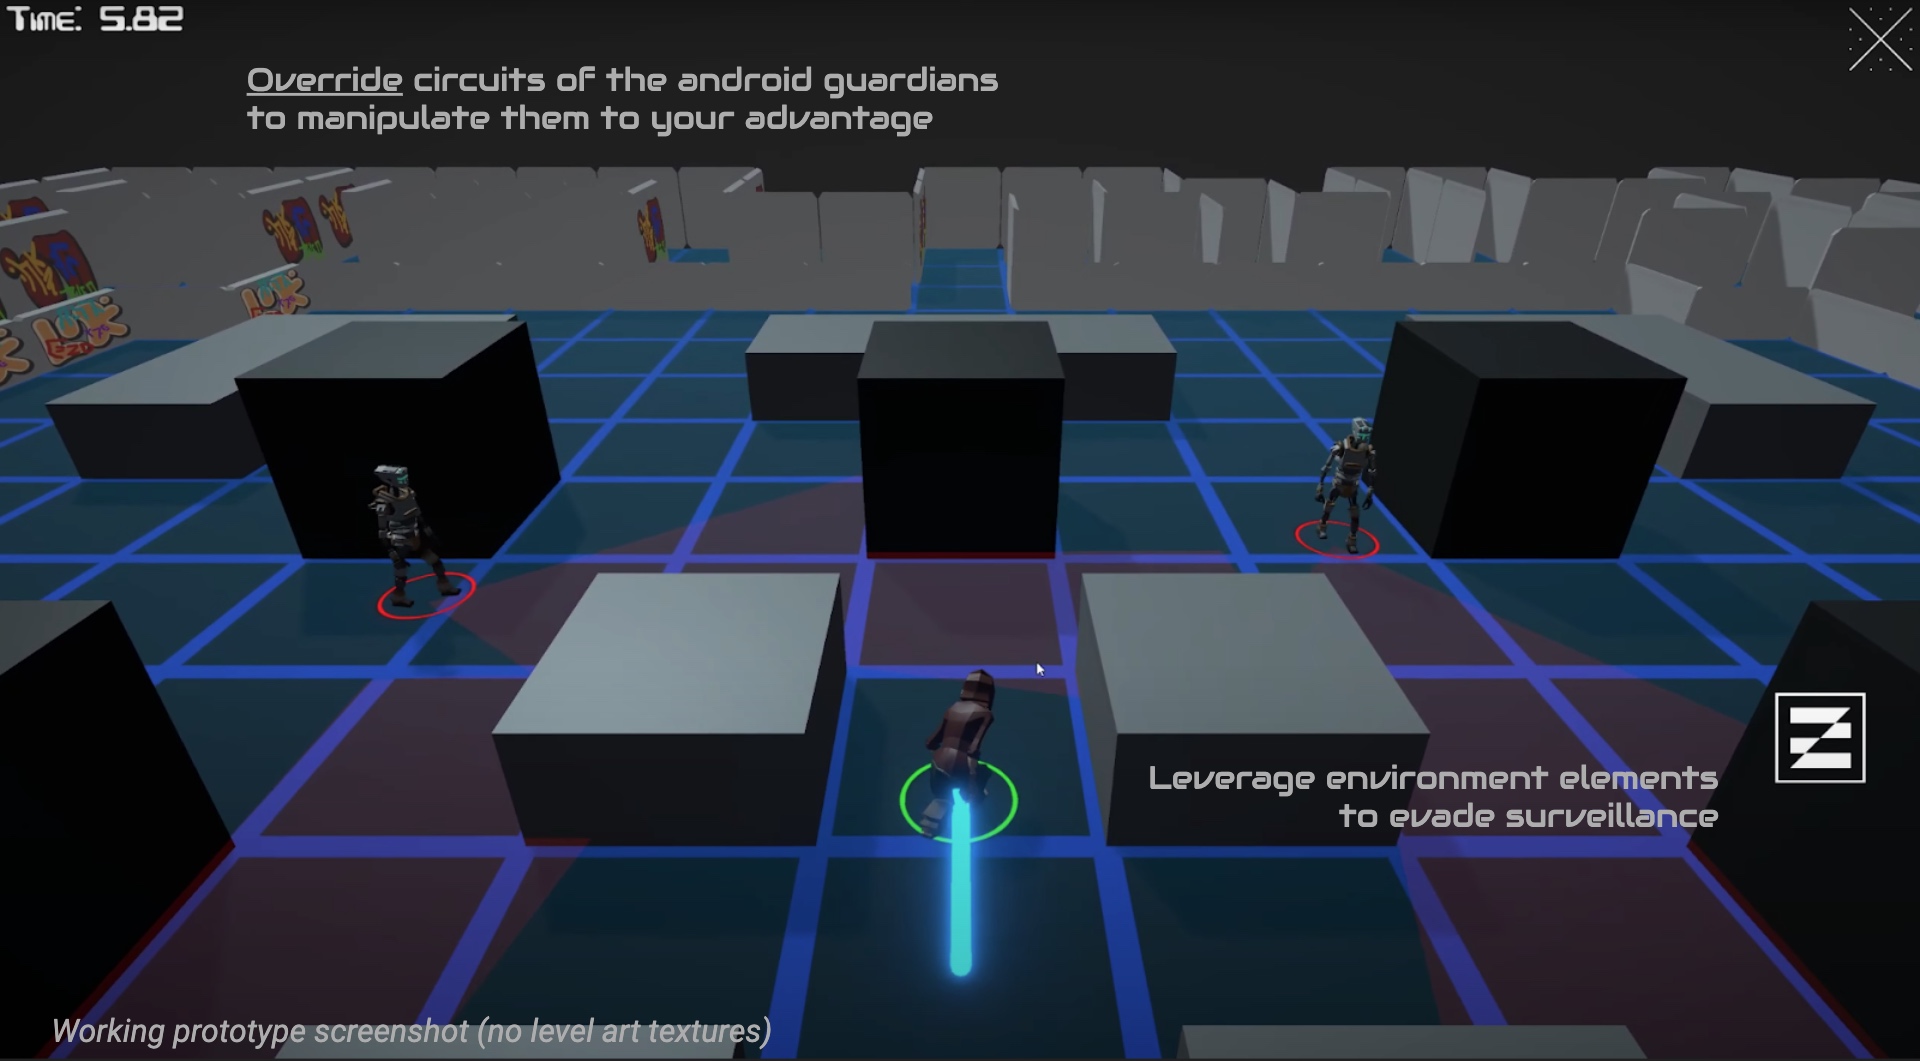 Time: 5.82
Override circuits of the android guardians
to manipulate them to your advantage
Leverage environment elements
to evade surveillance
Working prototype screenshot (no level art textures)